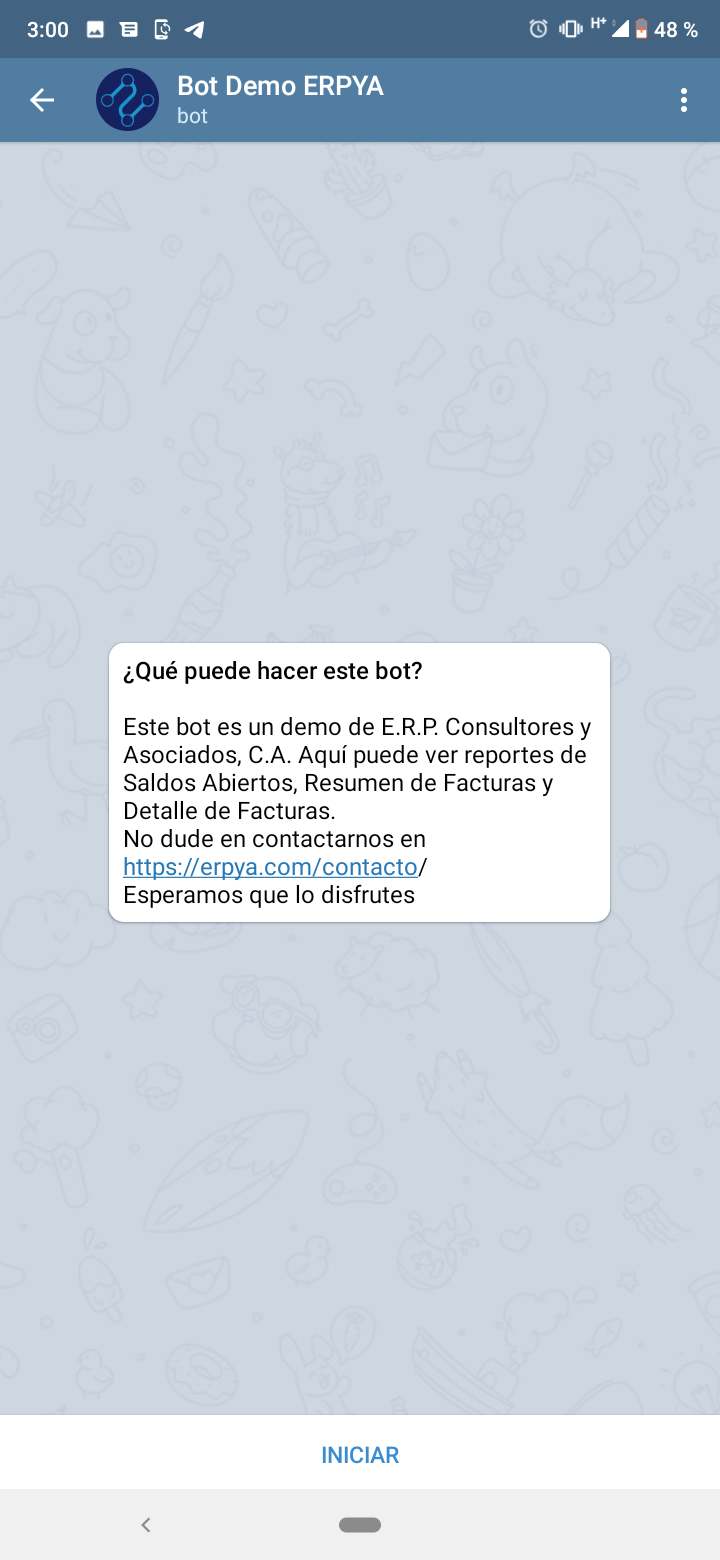 3:00 H+ 48 %
Bot Demo ERPYA
bot
¿Qué puede hacer este bot?
Este bot es un demo de E.R.P. Consultores y
Asociados, C.A. Aquí puede ver reportes de
Saldos Abiertos, Resumen de Facturas y
Detalle de Facturas.
No dude en contactarnos en
https://erpya.com/contacto/
Esperamos que lo disfrutes
INICIAR